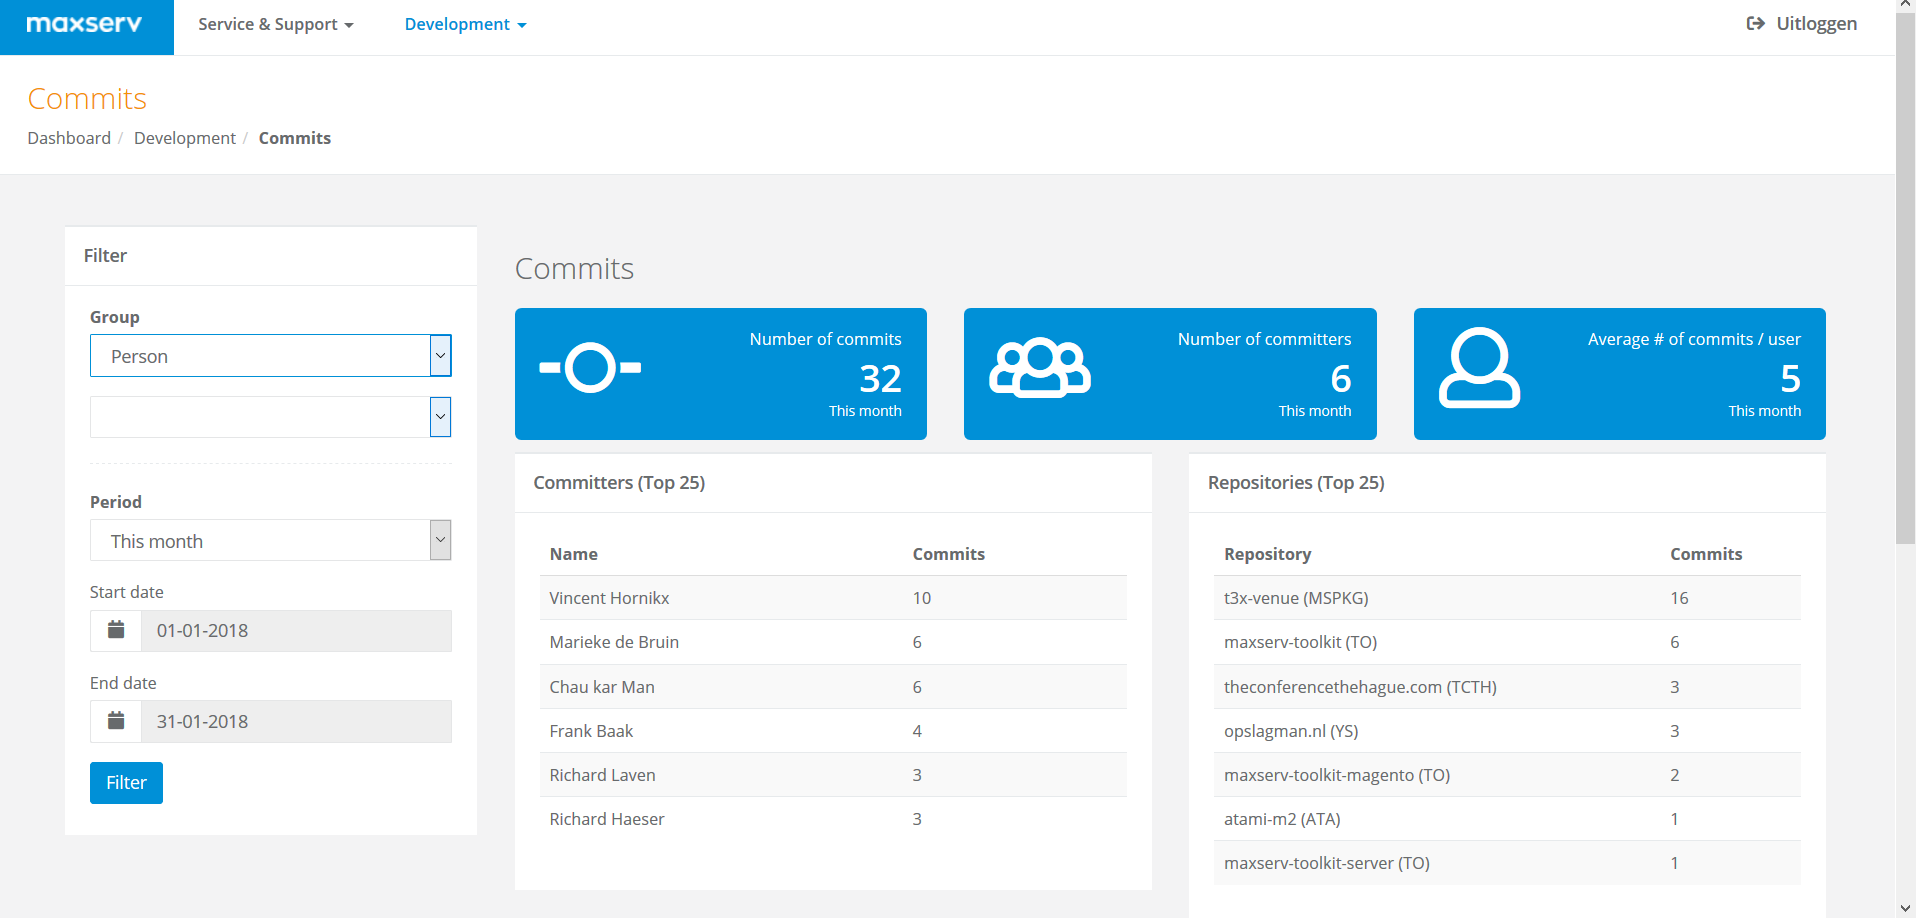 maxserv
Service & Support
Development
Uitloggen
Commits
Dashboard / Development / Commits
Filter
Group
Person
Period
This month
Start date
01-01-2018
End date
31-01-2018
Filter
Commits
Number of commits
32
This month
Number of committers
6
This month
Average # of commits / user
5
This month
Committers (Top 25)
Name Commits
Vincent Hornikx 10
Marieke de Bruin 6
Chau kar Man 6
Frank Baak 4
Richard Laven 3
Richard Haeser 3
Repositories (Top 25)
Repository Commits
t3x-venue (MSPKG) 16
maxserv-toolkit (TO) 6
theconferencethehague.com (TCTH) 3
opslagman.nl (YS) 3
maxserv-toolkit-magento (TO) 2
atami-m2 (ATA) 1
maxserv-toolkit-server (TO) 1